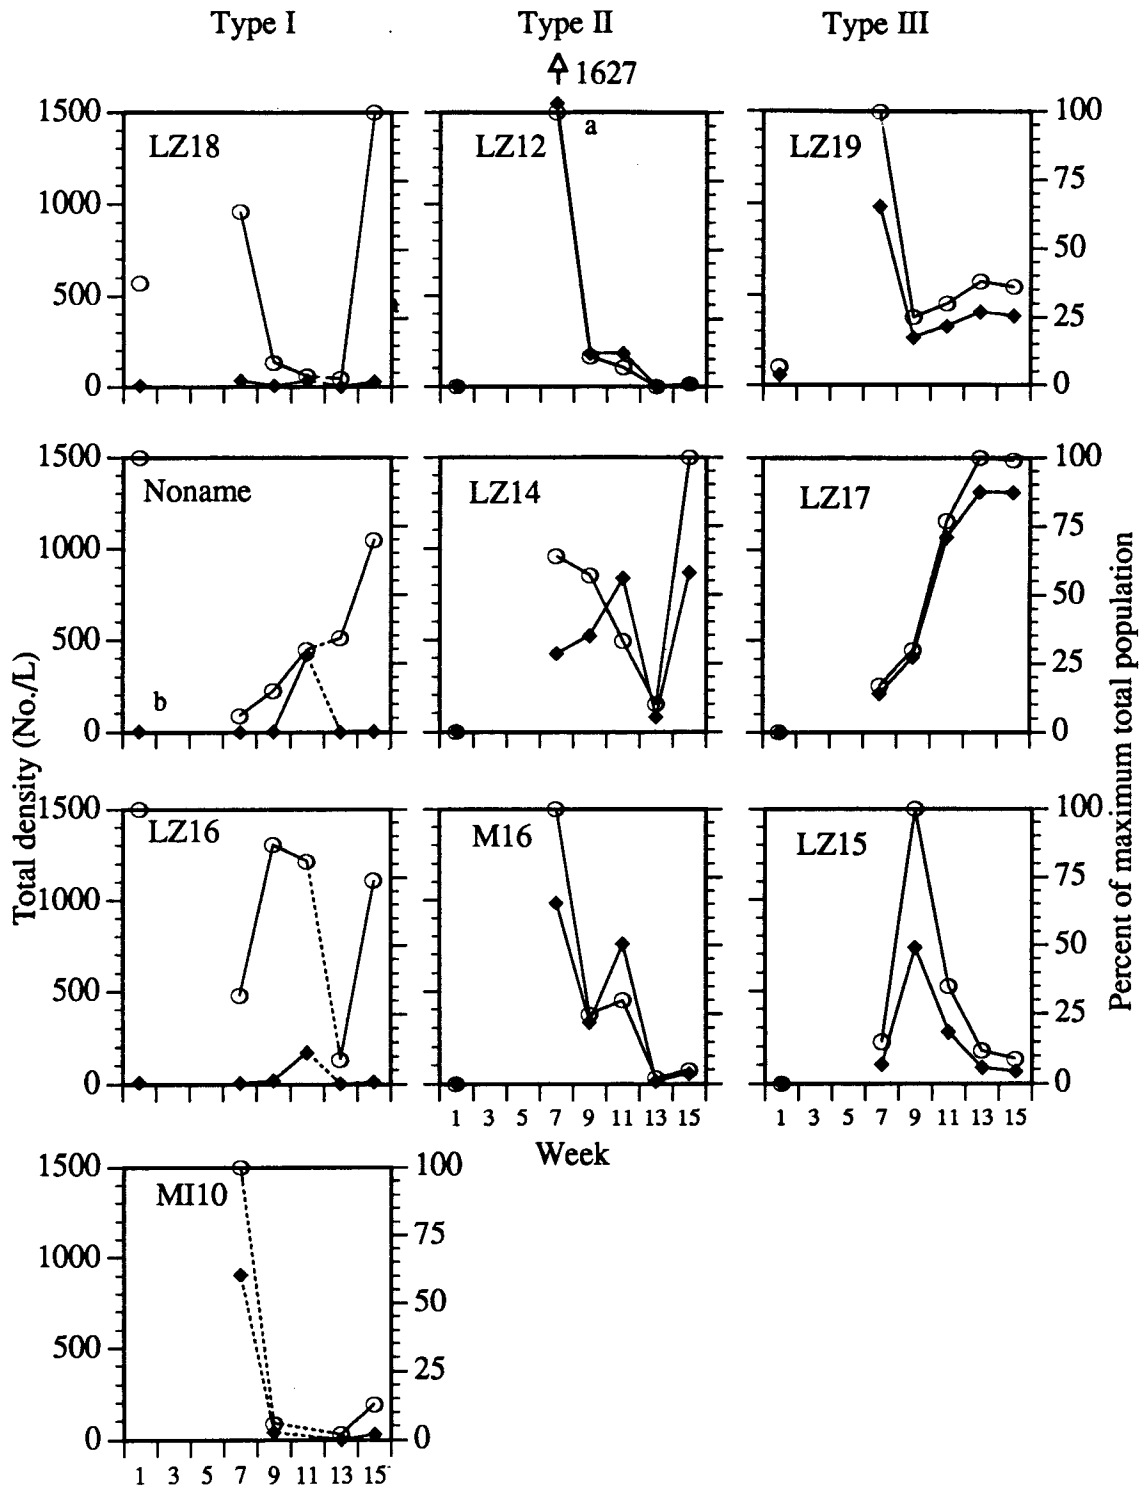 Type I Type II Type III
1627
1500 100
LZ18 LZ12 a LZ19
75
1000
50
500
25
0 0
1500 100
Noname LZ14 LZ17
75
1000
50
500
25
b
0 0
1500 100
LZ16 M16 LZ15
75
1000
50
500
25
0 0
1 3 5 7 9 11 13 15 1 3 5 7 9 11 13 15
Week
Total density (No./L)
Percent of maximum total population
1500 100
MI10
75
1000
50
500
25
0 0
1 3 5 7 9 11 13 15